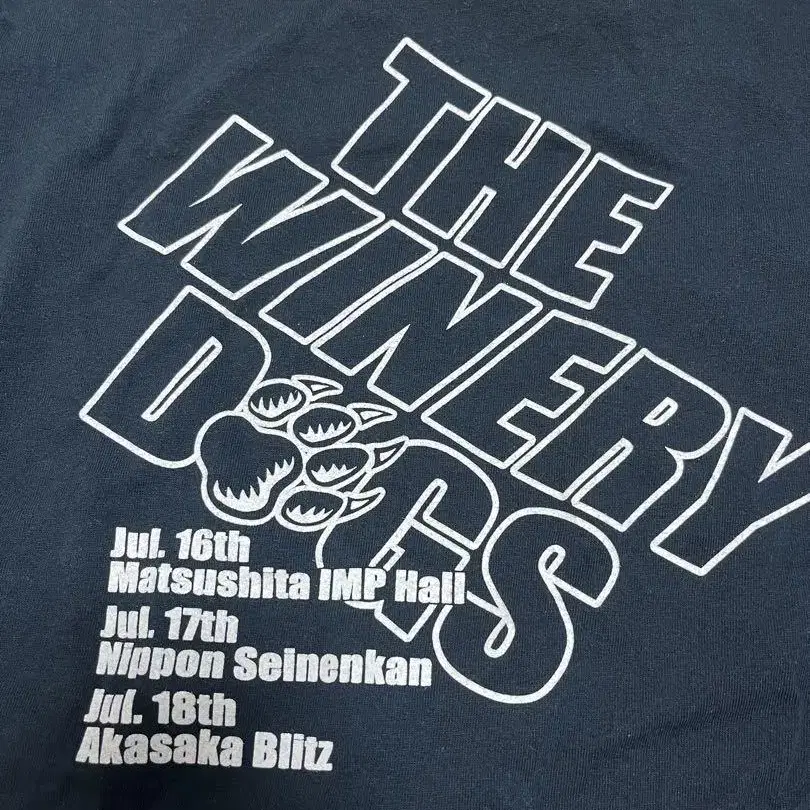 THE
WINERY
DOGS
Jul. 16th
Matsushita IMP Hall
Jul. 17th
Nippon Seinenkan
Jul. 18th
Akasaka Blitz